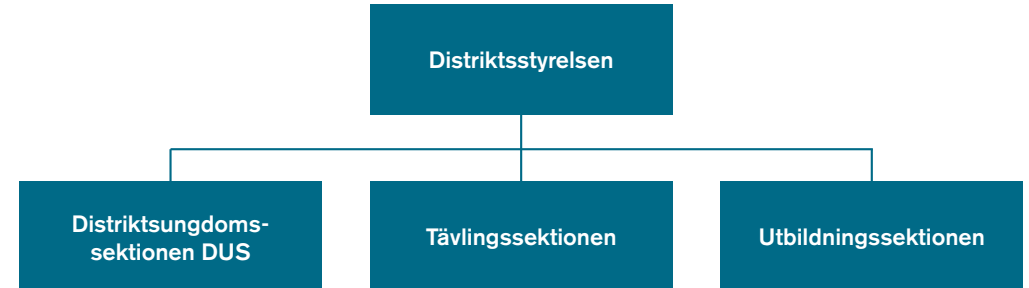 Distriktsstyrelsen
Distriktsungdoms-
sektionen DUS
Tävlingssektionen
Utbildningssektionen